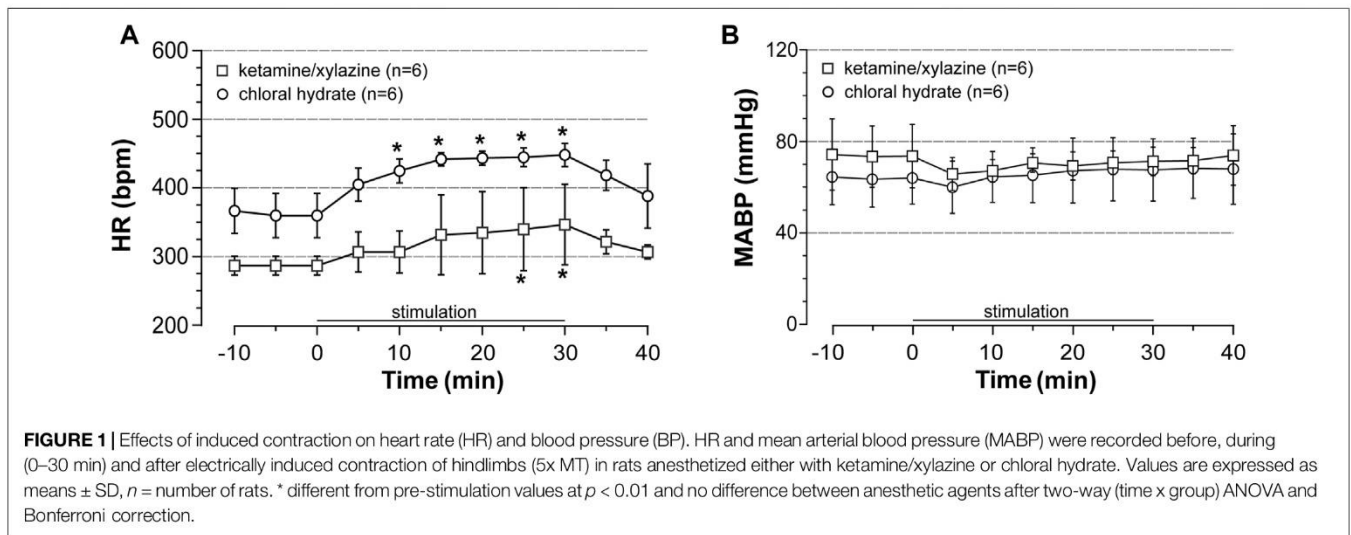 A
600
500
400
300
200
HR (bpm)
ketamine/xylazine (n=6)
chloral hydrate (n=6)
* * * * *
* *
stimulation
-10 0 10 20 30 40
Time (min)
B
120
80
40
0
MABP (mmHg)
ketamine/xylazine (n=6)
chloral hydrate (n=6)
stimulation
-10 0 10 20 30 40
Time (min)
FIGURE 1 | Effects of induced contraction on heart rate (HR) and blood pressure (BP). HR and mean arterial blood pressure (MABP) were recorded before, during
(0–30 min) and after electrically induced contraction of hindlimbs (5x MT) in rats anesthetized either with ketamine/xylazine or chloral hydrate. Values are expressed as
means ± SD, n = number of rats. * different from pre-stimulation values at p < 0.01 and no difference between anesthetic agents after two-way (time x group) ANOVA and
Bonferroni correction.